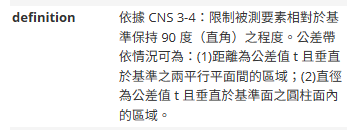 definition 依據 CNS 3-4：限制被測要素相對於基
準保持 90 度（直角）之程度。公差帶
依情況可為：(1)距離為公差值 t 且垂直
於基準之兩平行平面間的區域；(2)直徑
為公差值 t 且垂直於基準面之圓柱面內
的區域。